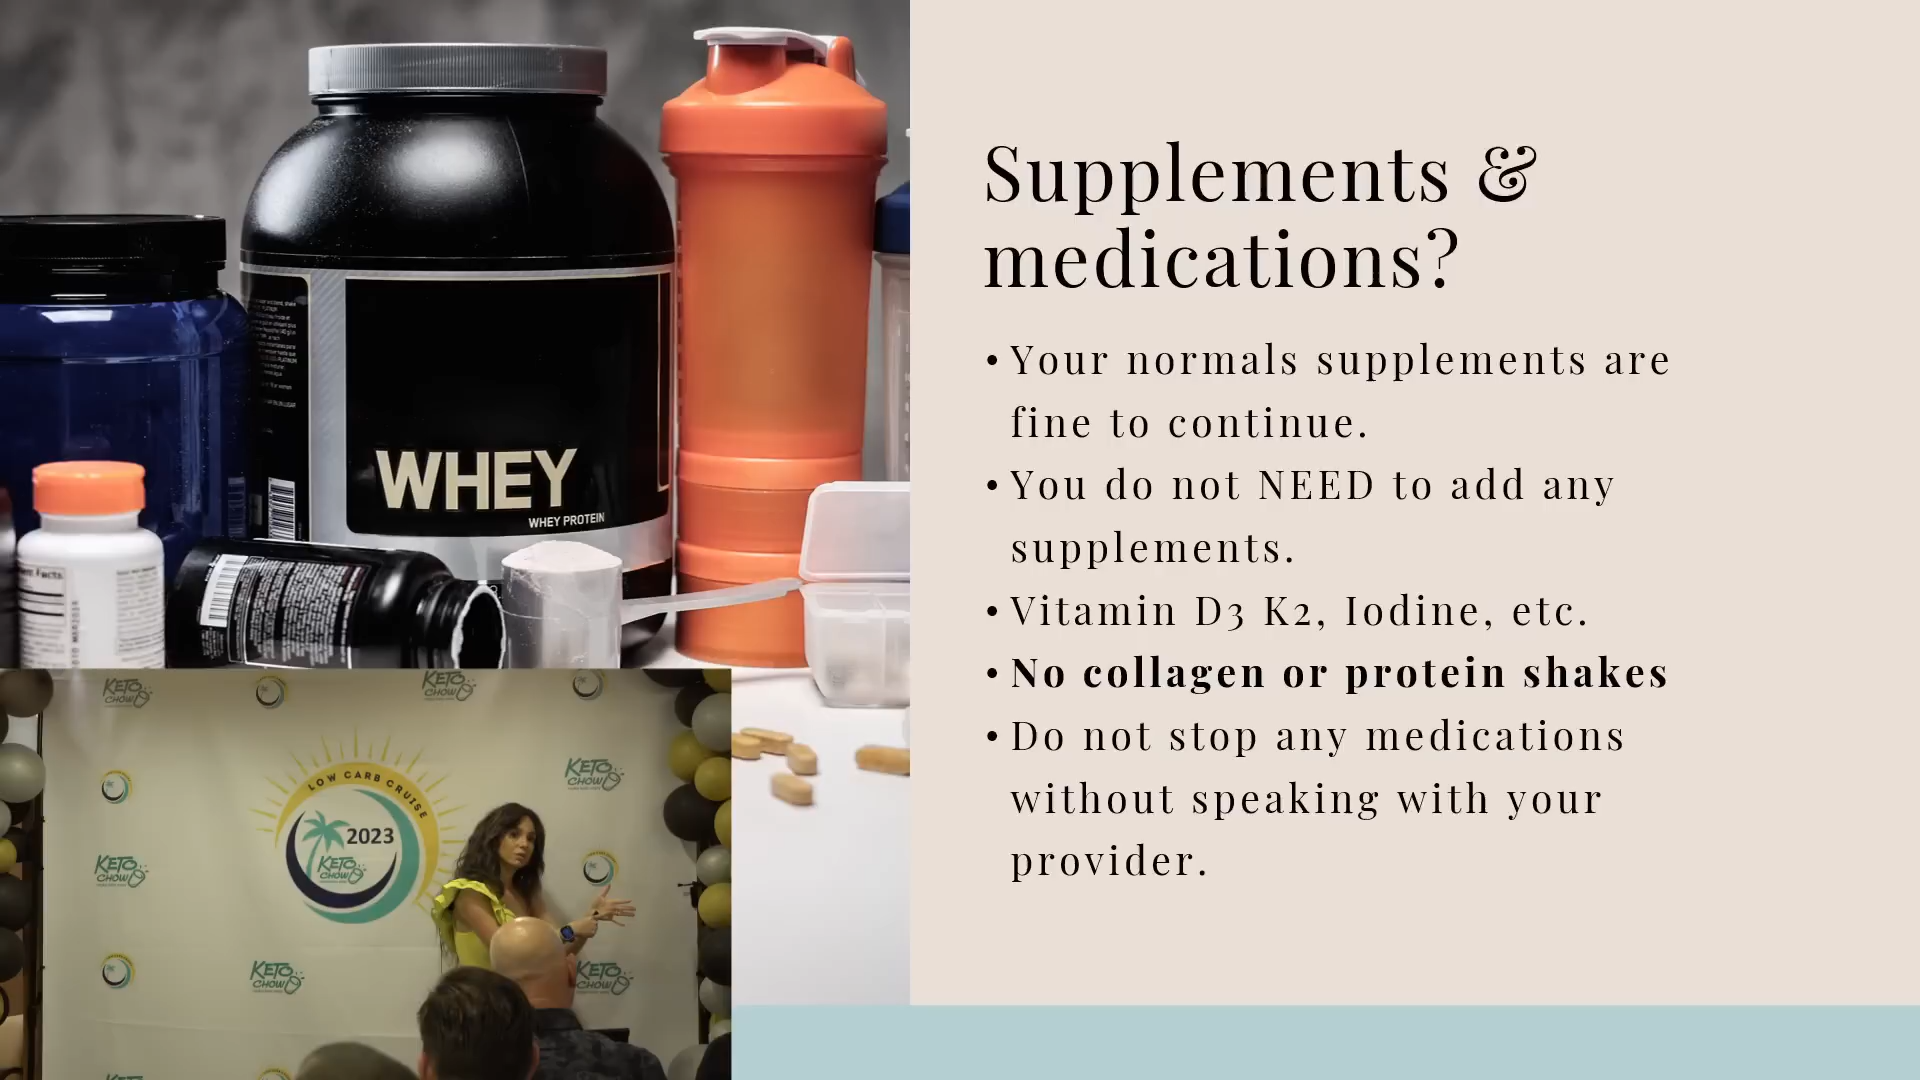 Supplements &
medications?
• Your normals supplements are
fine to continue.
• You do not NEED to add any
supplements.
• Vitamin D3 K2, Iodine, etc.
• No collagen or protein shakes
• Do not stop any medications
without speaking with your
provider.
WHEY
WHEY PROTEIN
KETO
CHOW
KETO
CHOW
LOW CARB CRUISE
2023
KETO
CHOW
KETO
CHOW
KETO
CHOW
KETO
CHOW
KETO
CHOW